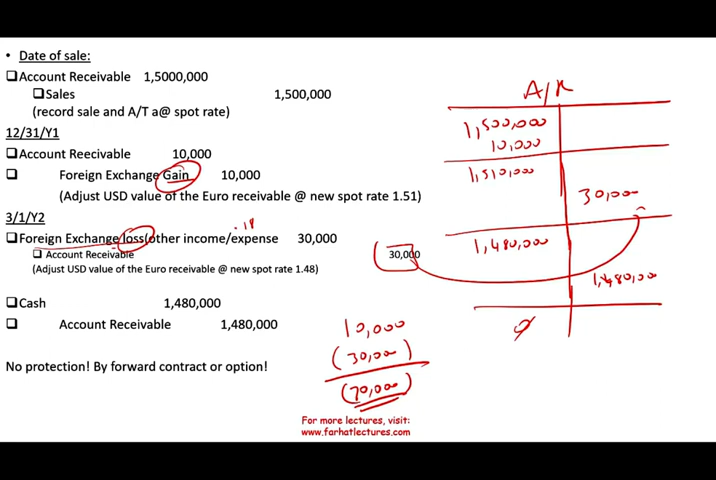 • Date of sale:
❑Account Receivable 1,5000,000
❑Sales 1,500,000
(record sale and A/T a@ spot rate)
12/31/Y1
❑Account Reecivable 10,000
❑ Foreign Exchange Gain 10,000
(Adjust USD value of the Euro receivable @ new spot rate 1.51)
3/1/Y2
❑Foreign Exchange/loss(other income/expense 30,000
❑ Account Receivable 30,000
(Adjust USD value of the Euro receivable @ new spot rate 1.48)
❑Cash 1,480,000
❑ Account Receivable 1,480,000
No protection! By forward contract or option!
A/R
1,500,000
10,000
1,510,000
30,000
1,480,000
1,480,000
10,000
(30,000)
(20,000)
For more lectures, visit:
www.farhatlectures.com